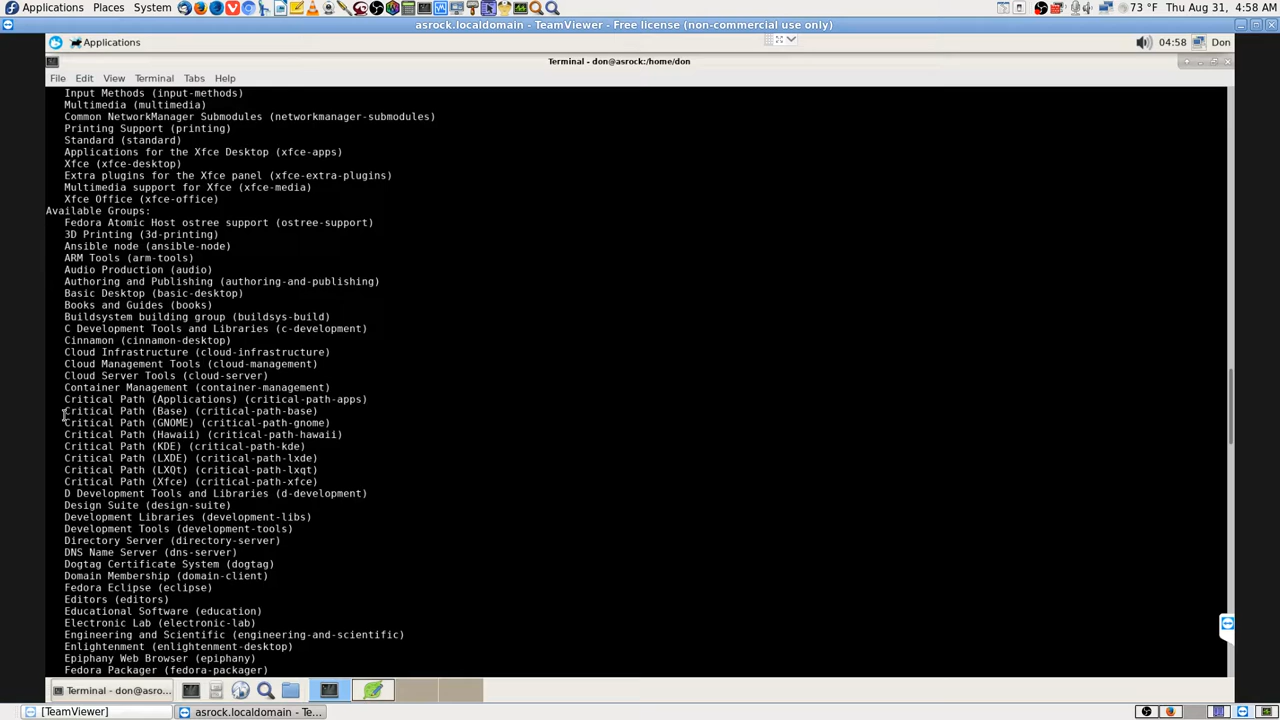 Applications Places System 73 °F Thu Aug 31, 4:58 AM
asrock.localdomain - TeamViewer - Free license (non-commercial use only)
Applications 04:58 Don
Terminal - don@asrock:/home/don
File Edit View Terminal Tabs Help
Input Methods (input-methods)
Multimedia (multimedia)
Common NetworkManager Submodules (networkmanager-submodules)
Printing Support (printing)
Standard (standard)
Applications for the Xfce Desktop (xfce-apps)
Xfce (xfce-desktop)
Extra plugins for the Xfce panel (xfce-extra-plugins)
Multimedia support for Xfce (xfce-media)
Xfce Office (xfce-office)
Available Groups:
Fedora Atomic Host ostree support (ostree-support)
3D Printing (3d-printing)
Ansible node (ansible-node)
ARM Tools (arm-tools)
Audio Production (audio)
Authoring and Publishing (authoring-and-publishing)
Basic Desktop (basic-desktop)
Books and Guides (books)
Buildsystem building group (buildsys-build)
C Development Tools and Libraries (c-development)
Cinnamon (cinnamon-desktop)
Cloud Infrastructure (cloud-infrastructure)
Cloud Management Tools (cloud-management)
Cloud Server Tools (cloud-server)
Container Management (container-management)
Critical Path (Applications) (critical-path-apps)
Critical Path (Base) (critical-path-base)
Critical Path (GNOME) (critical-path-gnome)
Critical Path (Hawaii) (critical-path-hawaii)
Critical Path (KDE) (critical-path-kde)
Critical Path (LXDE) (critical-path-lxde)
Critical Path (LXQt) (critical-path-lxqt)
Critical Path (Xfce) (critical-path-xfce)
D Development Tools and Libraries (d-development)
Design Suite (design-suite)
Development Libraries (development-libs)
Development Tools (development-tools)
Directory Server (directory-server)
DNS Name Server (dns-server)
Dogtag Certificate System (dogtag)
Domain Membership (domain-client)
Fedora Eclipse (eclipse)
Editors (editors)
Educational Software (education)
Electronic Lab (electronic-lab)
Engineering and Scientific (engineering-and-scientific)
Enlightenment (enlightenment-desktop)
Epiphany Web Browser (epiphany)
Fedora Packager (fedora-packager)
Terminal - don@asro...
[TeamViewer] asrock.localdomain - Te...